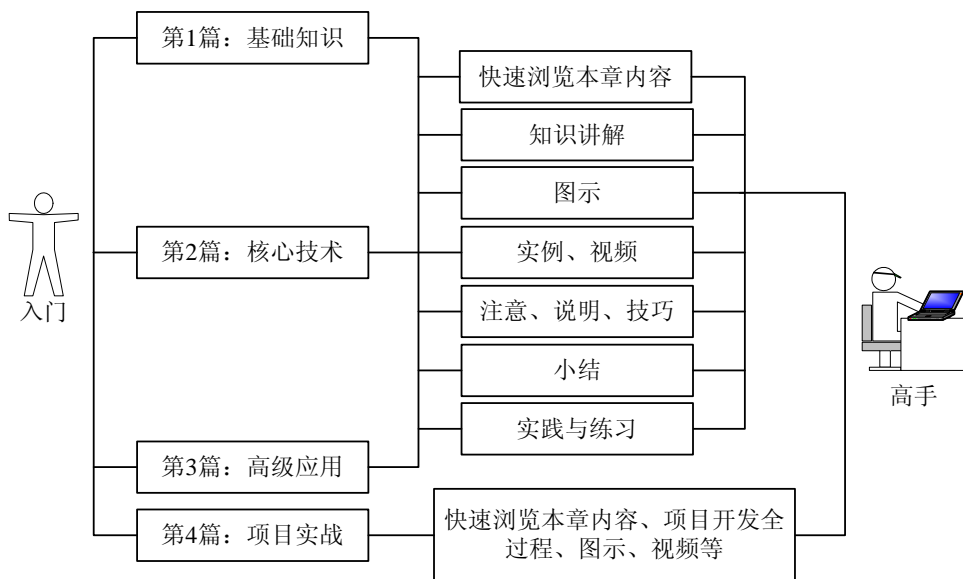 第1篇：基础知识
快速浏览本章内容
知识讲解
图示
第2篇：核心技术
实例、视频
入门
注意、说明、技巧
小结
高手
实践与练习
第3篇：高级应用
第4篇：项目实战
快速浏览本章内容、项目开发全
过程、图示、视频等